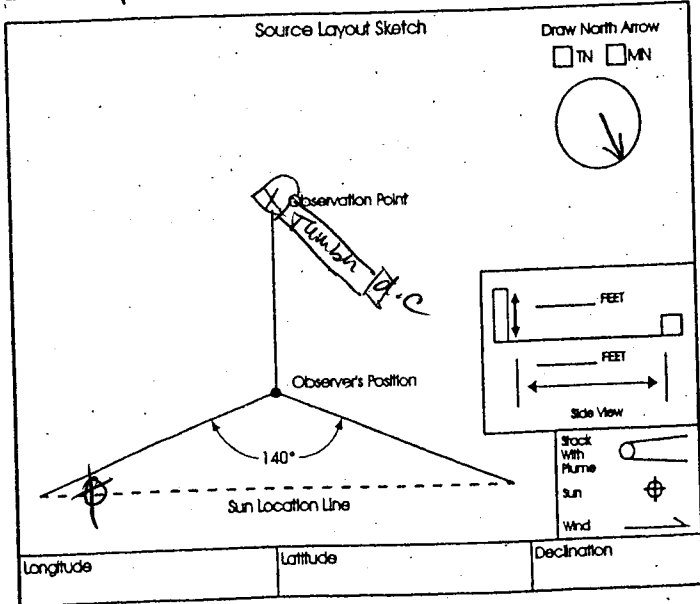 Source Layout Sketch
Draw North Arrow
TN MN
Observation Point
Tumbler
d.c
FEET
Observer's Position
FEET
Side View
140°
Stack With Plume
Sun
Sun Location Line
Wind
Longitude Latitude Declination